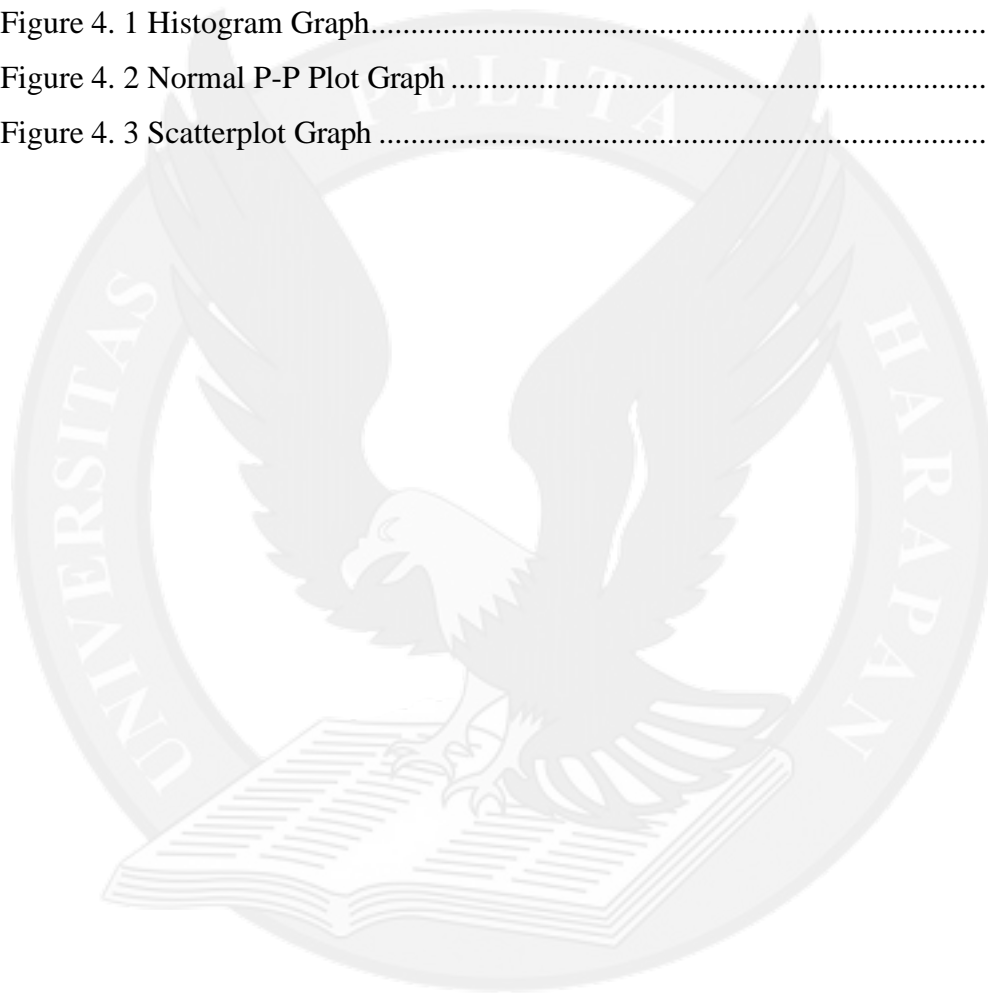 Figure 4. 1 Histogram Graph.............................................................................
Figure 4. 2 Normal P-P Plot Graph ...................................................................
Figure 4. 3 Scatterplot Graph ............................................................................
UNIVERSITAS PELITA HARAPAN